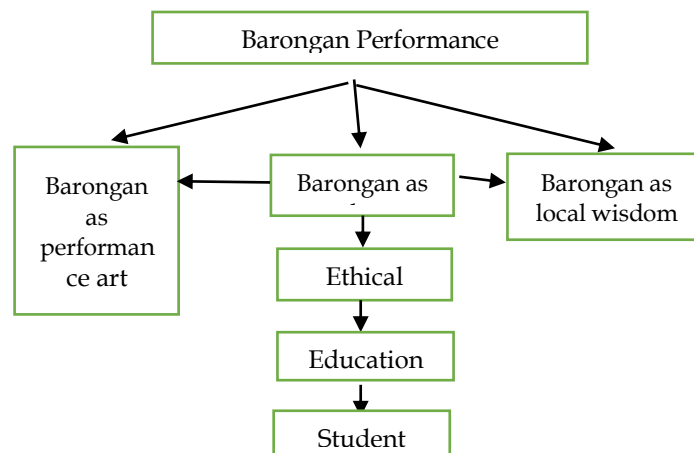 Barongan Performance
Barongan
as
performan
ce art
Barongan as
Barongan as
local wisdom
Ethical
Education
Student